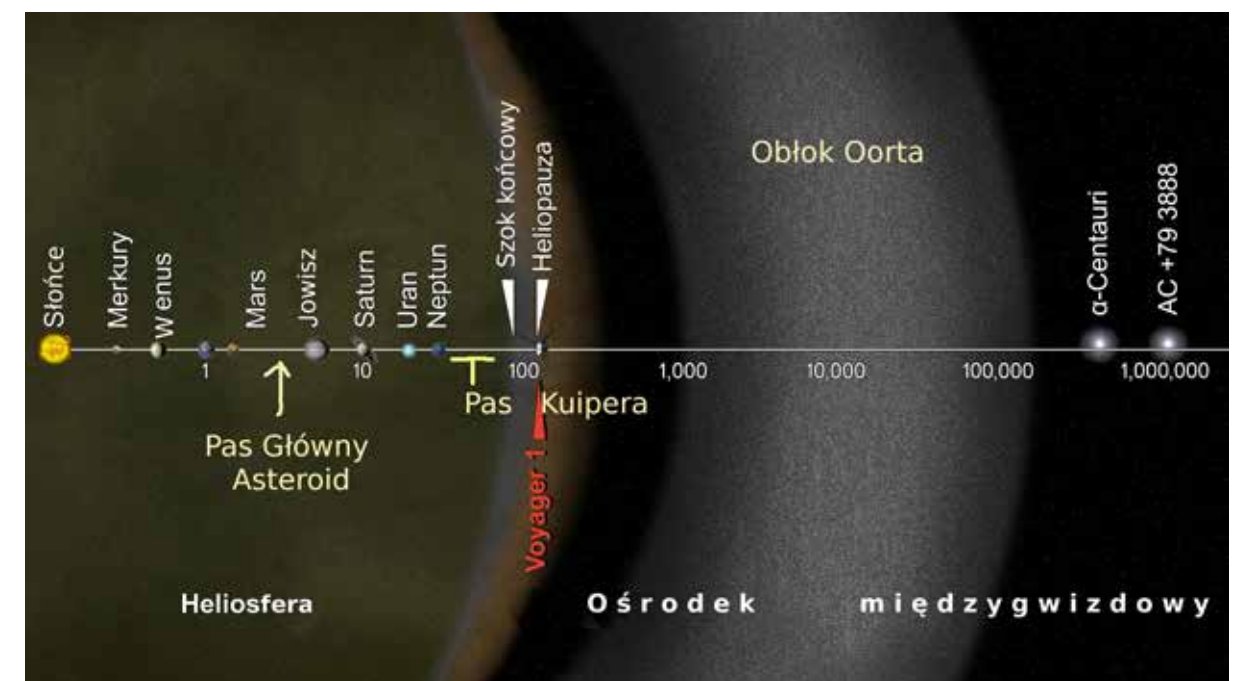 Obłok Oorta
Słońce
Merkury
W enus
Mars
Jowisz
Saturn
Uran
Neptun
Szok końcowy
Heliopauza
α-Centauri
AC +79 3888
1
10
100
1,000
10,000
100,000
1,000,000
Pas Kuipera
Pas Główny
Asteroid
Voyager 1
Heliosfera
Ośrodek międzygwizdowy